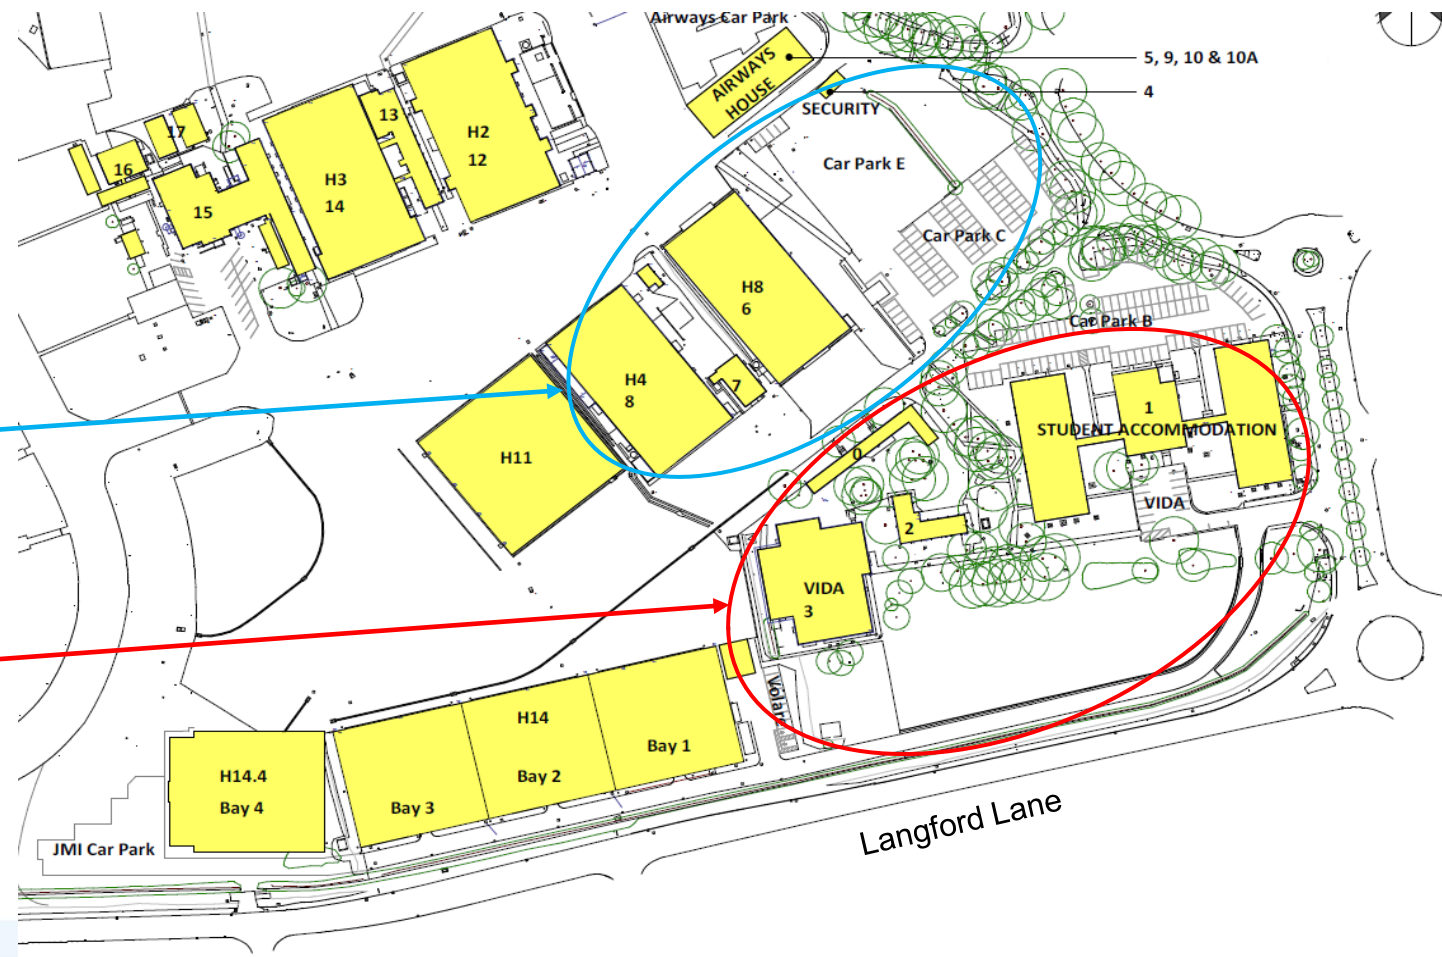 Airways Car Park
5, 9, 10 & 10A
AIRWAYS
HOUSE
4
SECURITY
13
H2
12
17
16
15
H3
14
Car Park E
Car Park C
H8
6
Car Park B
H4
8
7
H11
0
1
STUDENT ACCOMMODATION
VIDA
2
VIDA
3
Volare
H14
Bay 1
Bay 2
Bay 3
H14.4
Bay 4
JMI Car Park
Langford Lane